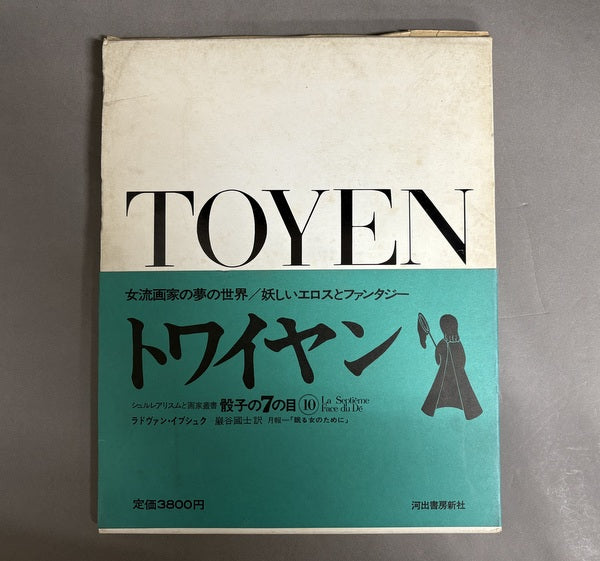 TOYEN
女流画家の夢の世界/妖しいエロスとファンタジー
トワイヤン
シュルレアリスムと画家叢書 骰子の7の目 ⑩ La Septième
Face du Dé
ラドヴァン・イヴシュク 巖谷國士訳 月報一「眠る女のために」
定価3800円
河出書房新社